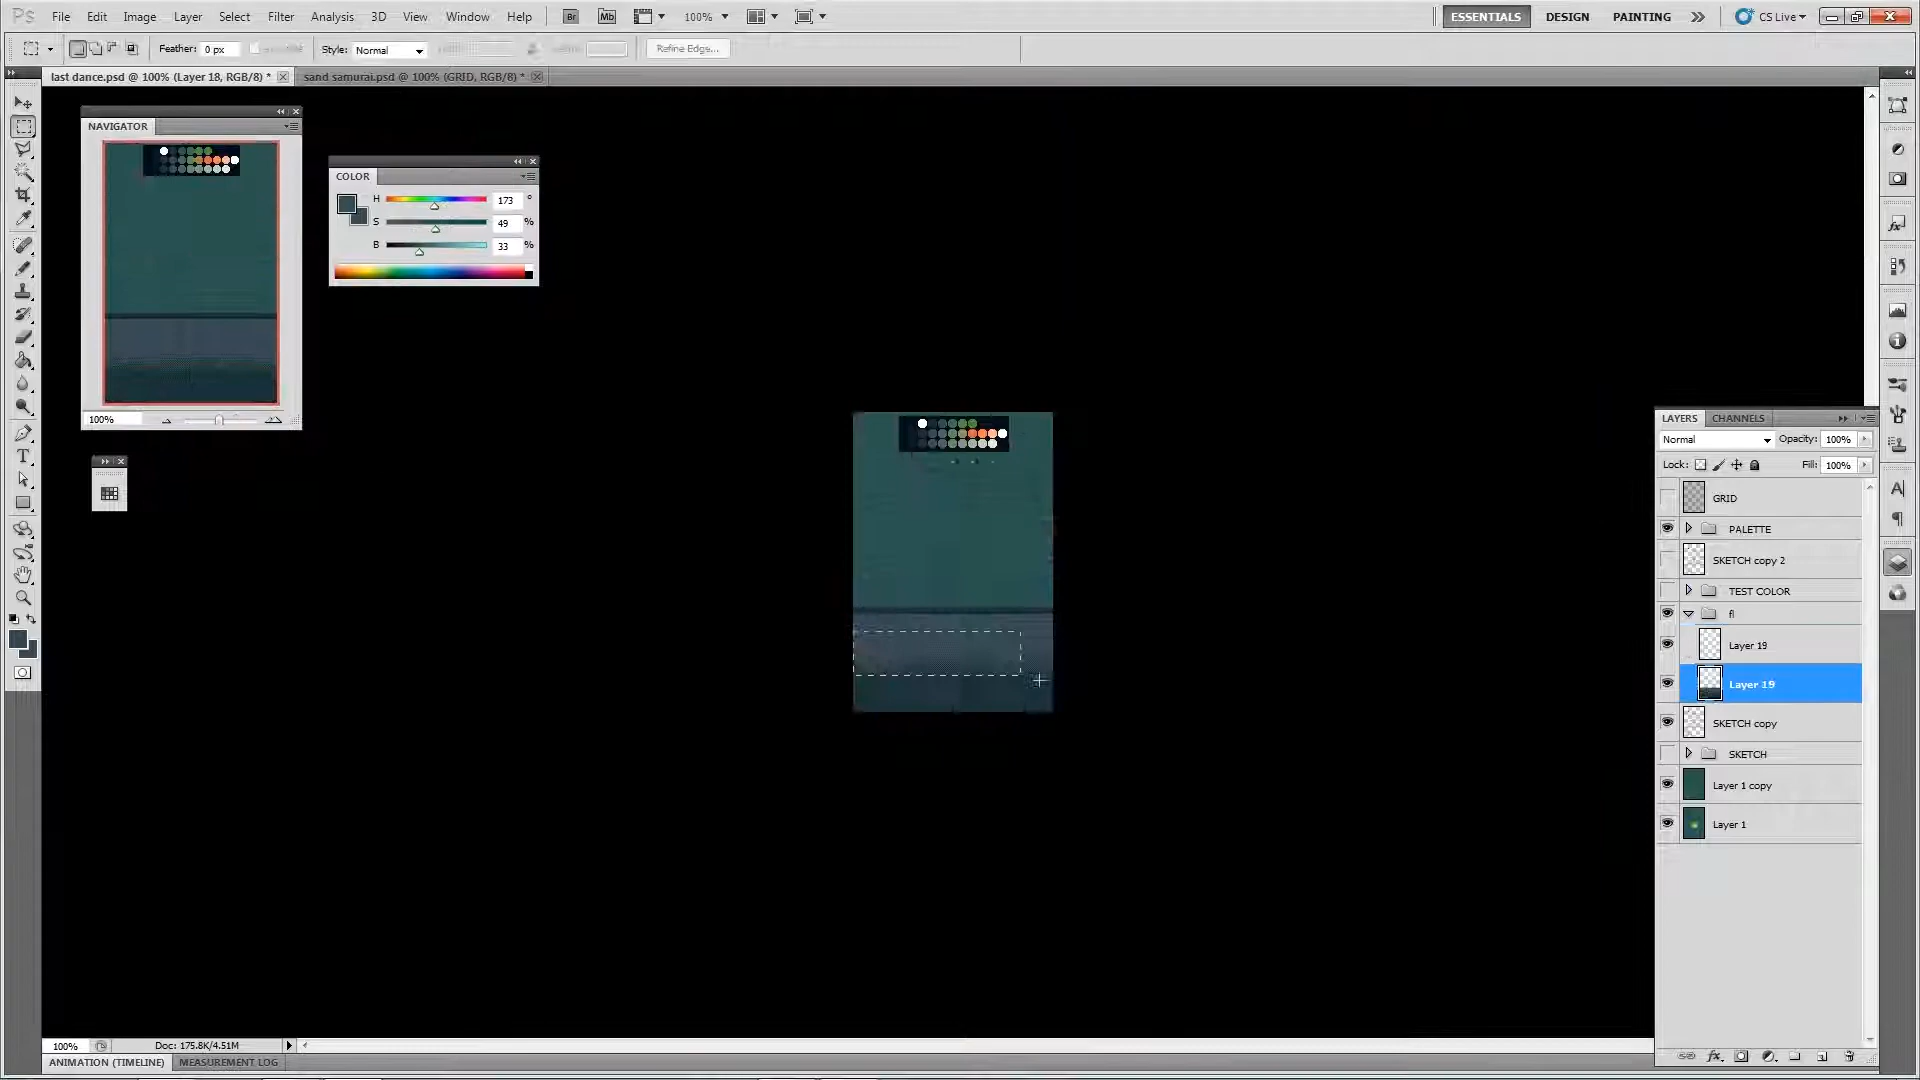 Ps File Edit Image Layer Select Filter Analysis 3D View Window Help Br Mb 100% ESSENTIALS DESIGN PAINTING CS Live
Feather: 0 px Style: Normal Refine Edge...
last dance.psd @ 100% (Layer 18, RGB/8) * sand samurai.psd @ 100% (GRID, RGB/8) *
NAVIGATOR
100%
COLOR
H 173 °
S 49 %
B 33 %
LAYERS CHANNELS
Normal Opacity: 100%
Lock: Fill: 100%
GRID
PALETTE
SKETCH copy 2
TEST COLOR
fl
Layer 19
Layer 19
SKETCH copy
SKETCH
Layer 1 copy
Layer 1
100% Doc: 175.8K/4.51M
ANIMATION (TIMELINE) MEASUREMENT LOG